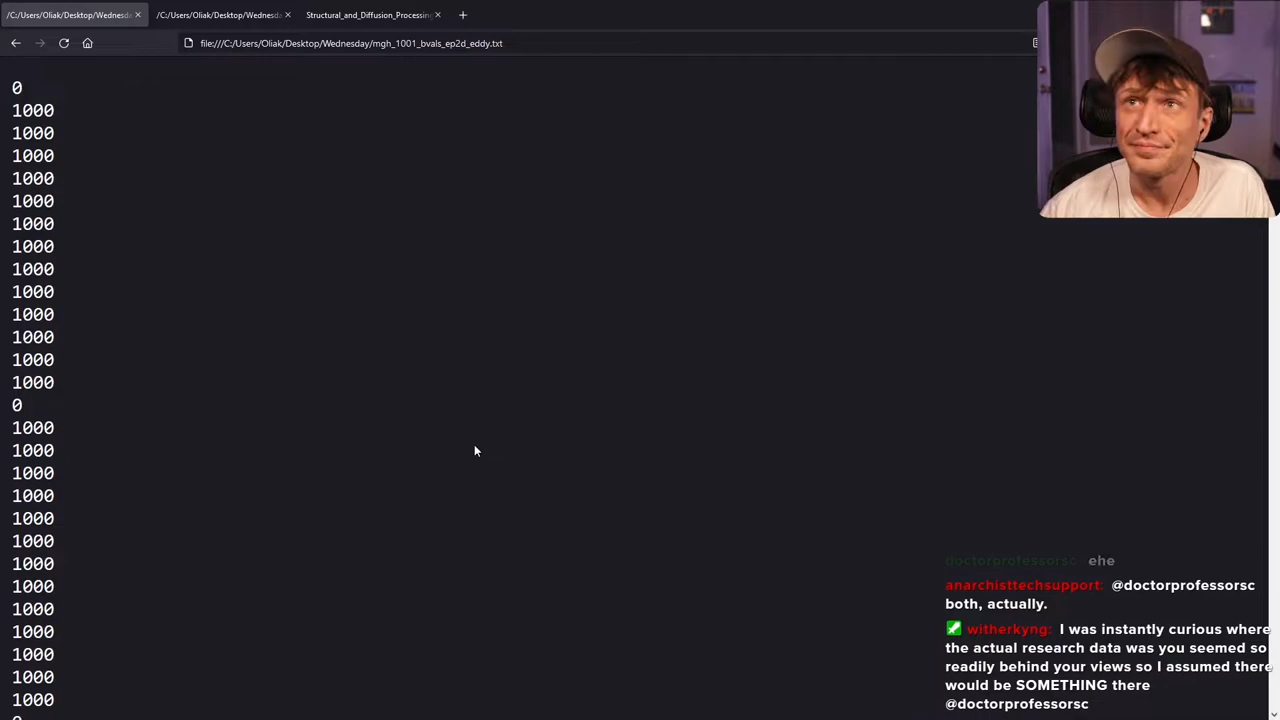 /C:/Users/Oliak/Desktop/Wednesda
/C:/Users/Oliak/Desktop/Wednesda
Structural_and_Diffusion_Processing
file:///C:/Users/Oliak/Desktop/Wednesday/mgh_1001_bvals_ep2d_eddy.txt
0
1000
1000
1000
1000
1000
1000
1000
1000
1000
1000
1000
1000
1000
0
1000
1000
1000
1000
1000
1000
1000
1000
1000
1000
1000
1000
1000
doctorprofessorsc ehe
anarchisttechsupport: @doctorprofessorsc
both, actually.
witherkyng: I was instantly curious where
the actual research data was you seemed so
readily behind your views so I assumed there
would be SOMETHING there
@doctorprofessorsc